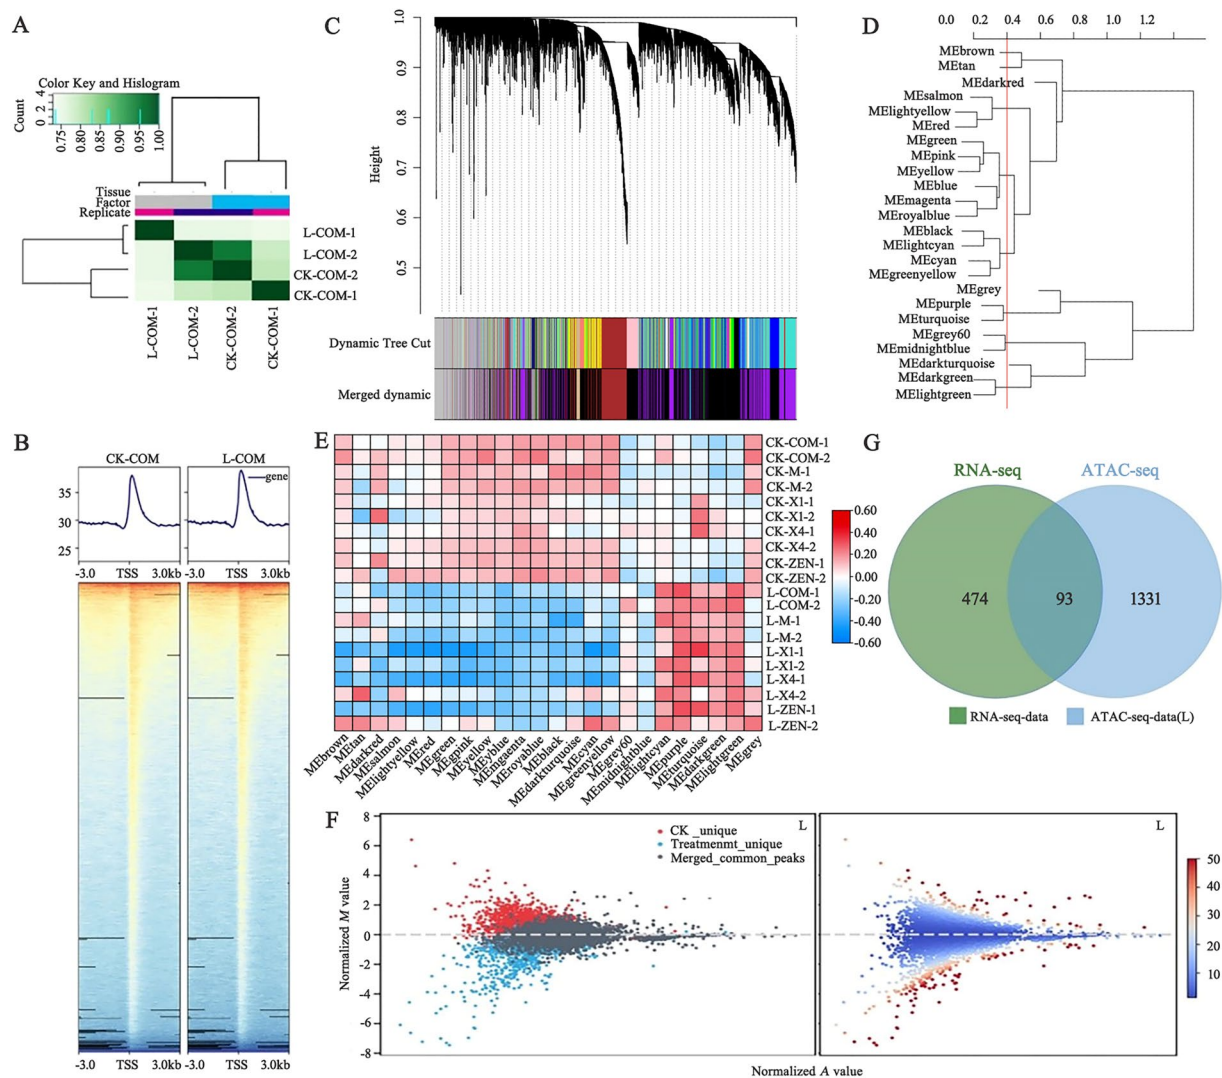 A
Color Key and Hislogram
Count
0 2 4
0.75 0.80 0.85 0.90 0.95 1.00
Tissue
Factor
Replicate
L-COM-1
L-COM-2
CK-COM-2
CK-COM-1
L-COM-1
L-COM-2
CK-COM-2
CK-COM-1
B
CK-COM
L-COM
gene
35
30
25
-3.0 TSS 3.0kb
-3.0 TSS 3.0kb
-3.0 TSS 3.0kb
-3.0 TSS 3.0kb
C
Height
1.0
0.9
0.8
0.7
0.6
0.5
Dynamic Tree Cut
Merged dynamic
D
0.0 0.2 0.4 0.6 0.8 1.0 1.2
MEbrown
MEtan
MEdarkred
MEsalmon
MElightyellow
MEred
MEgreen
MEpink
MEyellow
MEblue
MEmagenta
MEroyalblue
MEblack
MElightcyan
MEcyan
MEgreenyellow
MEgrey
MEpurple
MEturquoise
MEgrey60
MEmidnightblue
MEdarkturquoise
MEdarkgreen
MElightgreen
E
CK-COM-1
CK-COM-2
CK-M-1
CK-M-2
CK-X1-1
CK-X1-2
CK-X4-1
CK-X4-2
CK-ZEN-1
CK-ZEN-2
L-COM-1
L-COM-2
L-M-1
L-M-2
L-X1-1
L-X1-2
L-X4-1
L-X4-2
L-ZEN-1
L-ZEN-2
MEbrown
MEtan
MEdarkred
MEsalmon
MElightyellow
MEred
MEgreen
MEgpink
MEyellow
MEyblue
MEmgaenta
MEroyablue
MEblack
MEdarkturquoise
MEcyan
MEgreenyellow
MEgrey60
MEmidnightblue
MElightcyan
MEpurple
MEturquoise
MEdarkgreen
MElightgreen
MEgrey
0.60
0.40
0.20
0.00
-0.20
-0.40
-0.60
F
Normalized M value
8
6
4
2
0
-2
-4
-6
-8
CK _unique
Treatmenmt_unique
Merged_common_peaks
L
L
50
40
30
20
10
Normalized A value
G
RNA-seq
ATAC-seq
474
93
1331
RNA-seq-data
ATAC-seq-data(L)